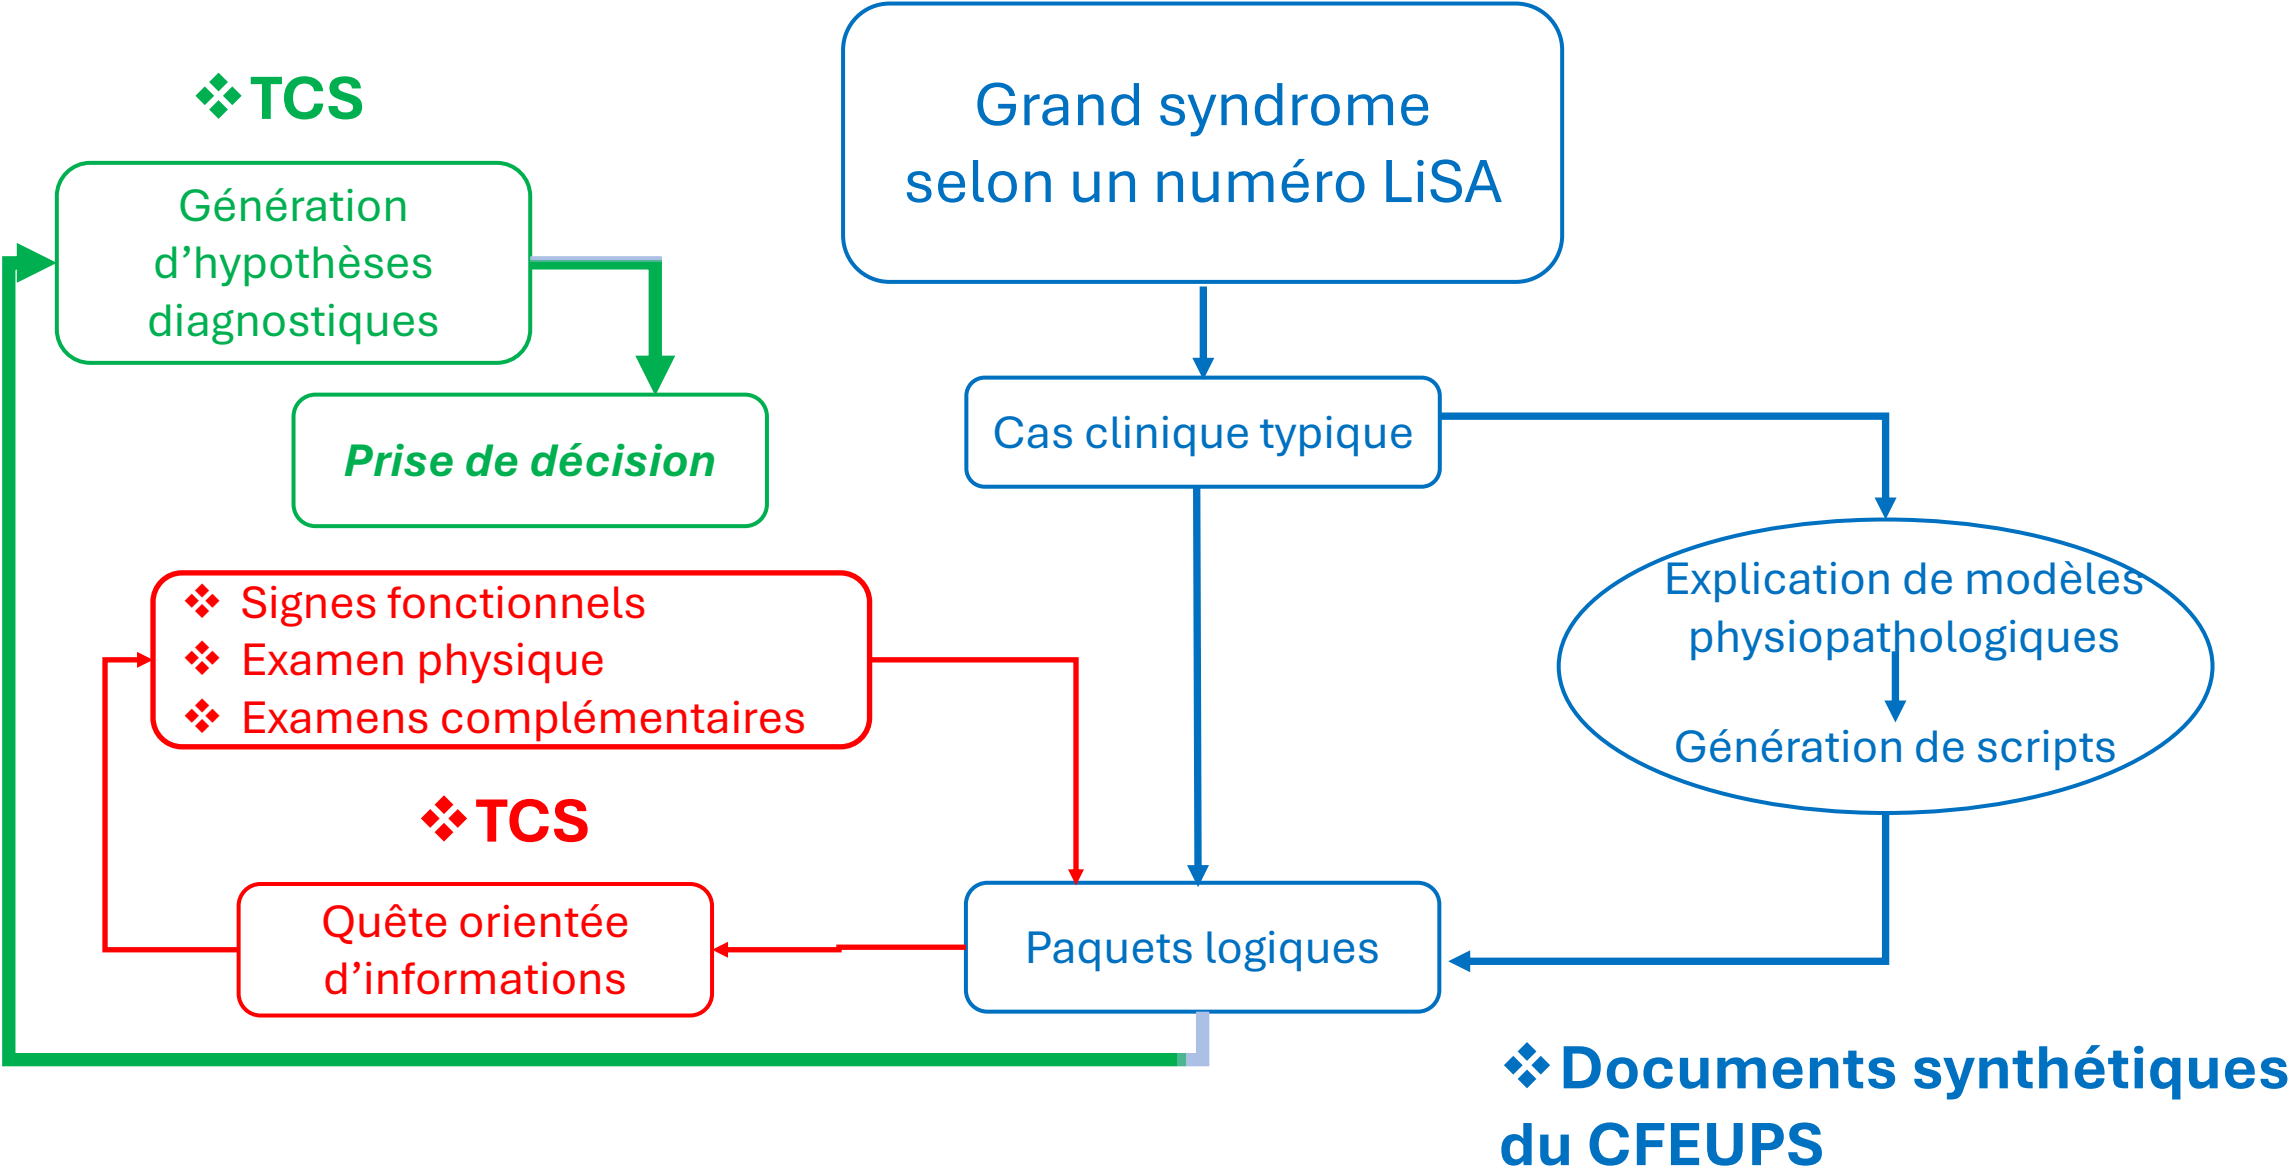 ❖TCS
Génération
d’hypothèses
diagnostiques
Prise de décision
Grand syndrome
selon un numéro LiSA
Cas clinique typique
Explication de modèles
physiopathologiques
Génération de scripts
❖ Signes fonctionnels
❖ Examen physique
❖ Examens complémentaires
❖TCS
Quête orientée
d’informations
Paquets logiques
❖Documents synthétiques
du CFEUPS